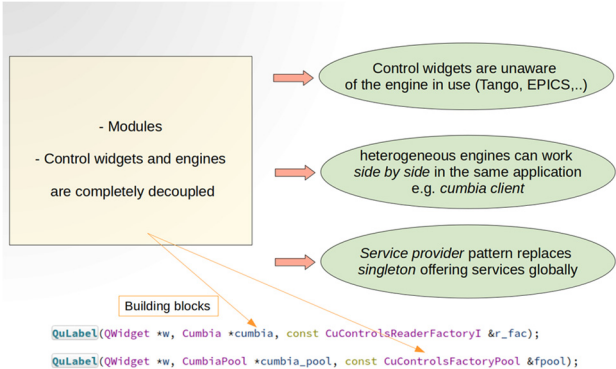 - Modules
- Control widgets and engines
are completely decoupled
Control widgets are unaware
of the engine in use (Tango, EPICS,..)
heterogeneous engines can work
side by side in the same application
e.g. cumbia client
Service provider pattern replaces
singleton offering services globally
Building blocks
QuLabel(QWidget *w, Cumbia *cumbia, const CuControlsReaderFactoryI &r_fac);
QuLabel(QWidget *w, CumbiaPool *cumbia_pool, const CuControlsFactoryPool &fpool);